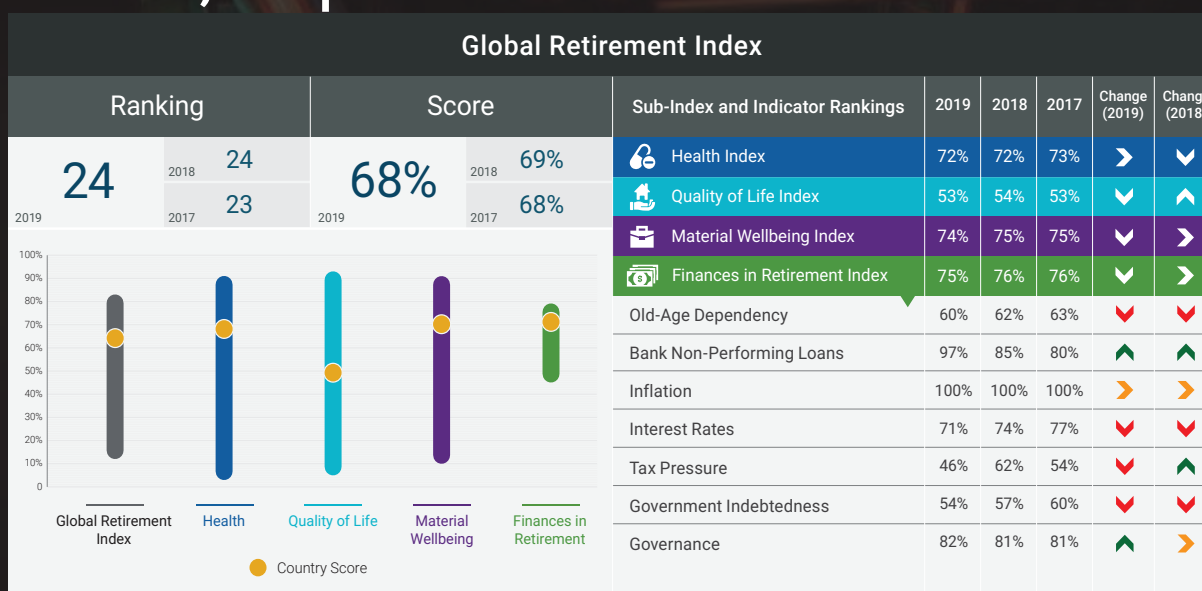 Global Retirement Index
Ranking
Score
24
2019
2018
24
2017
23
68%
2019
2018
69%
2017
68%
Sub-Index and Indicator Rankings 2019 2018 2017 Change (2019) Chang (2018
Health Index 72% 72% 73%
Quality of Life Index 53% 54% 53%
Material Wellbeing Index 74% 75% 75%
Finances in Retirement Index 75% 76% 76%
Old-Age Dependency 60% 62% 63%
Bank Non-Performing Loans 97% 85% 80%
Inflation 100% 100% 100%
Interest Rates 71% 74% 77%
Tax Pressure 46% 62% 54%
Government Indebtedness 54% 57% 60%
Governance 82% 81% 81%
100%
90%
80%
70%
60%
50%
40%
30%
20%
10%
0
Global Retirement
Index
Health
Quality of Life
Material
Wellbeing
Finances in
Retirement
Country Score